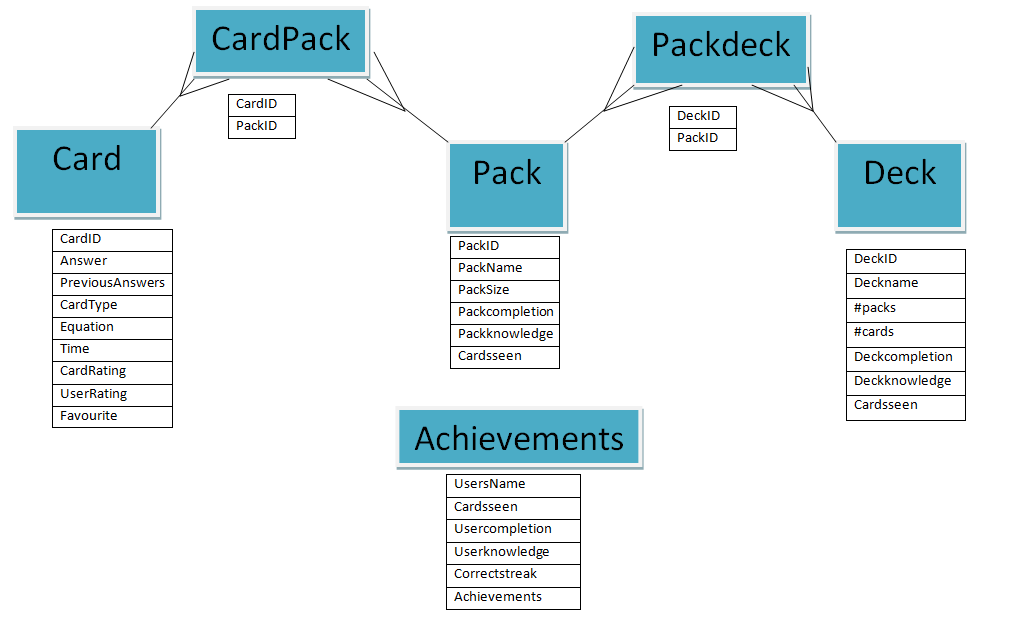 CardPack
CardID
PackID
Packdeck
DeckID
PackID
Card
CardID
Answer
PreviousAnswers
CardType
Equation
Time
CardRating
UserRating
Favourite
Pack
PackID
PackName
PackSize
Packcompletion
Packknowledge
Cardsseen
Deck
DeckID
Deckname
#packs
#cards
Deckcompletion
Deckknowledge
Cardsseen
Achievements
UsersName
Cardsseen
Usercompletion
Userknowledge
Correctstreak
Achievements